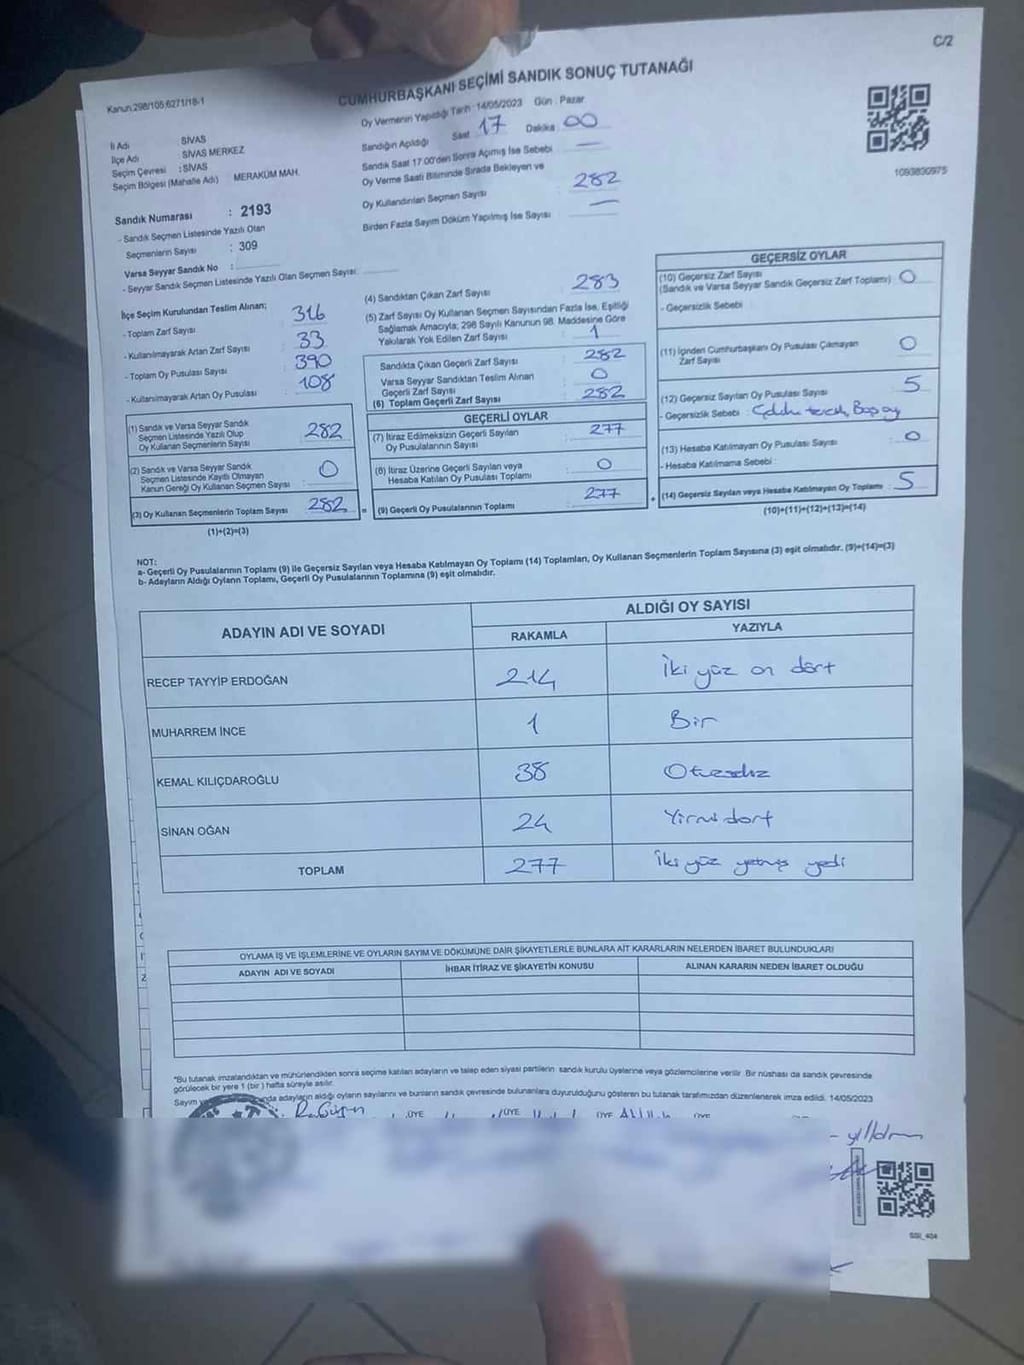 C/2
Kanun 298/105;6271/18-1
CUMHURBAŞKANI SEÇİMİ SANDIK SONUÇ TUTANAĞI
Oy Vermenin Yapıldığı Tarih : 14/05/2023 Gün : Pazar
İl Adı : SİVAS
İlçe Adı : SİVAS MERKEZ
Seçim Çevresi : SİVAS
Seçim Bölgesi (Mahalle Adı) MERAKÜM MAH.
Sandık Numarası : 2193
- Sandık Seçmen Listesinde Yazılı Olan
Seçmenlerin Sayısı : 309
Varsa Seyyar Sandık No :
- Seyyar Sandık Seçmen Listesinde Yazılı Olan Seçmen Sayısı:
Sandığın Açıldığı Saat 17 Dakika 00
Sandık Saat 17.00'den Sonra Açımış İse Sebebi —
Oy Verme Saati Bitiminde Sırada Bekleyen ve
Oy Kullandırılan Seçmen Sayısı 282
Birden Fazla Sayım Döküm Yapılmış İse Sayısı —
1093830975
İlçe Seçim Kurulundan Teslim Alınan;
- Toplam Zarf Sayısı 316
- Kullanılmayarak Artan Zarf Sayısı 33
- Toplam Oy Pusulası Sayısı 390
- Kullanılmayarak Artan Oy Pusulası 108
(1) Sandık ve Varsa Seyyar Sandık
Seçmen Listesinde Yazılı Olup
Oy Kullanan Seçmenlerin Sayısı 282
(2) Sandık ve Varsa Seyyar Sandık
Seçmen Listesinde Kayıtlı Olmayan
Kanun Gereği Oy Kullanan Seçmen Sayısı 0
(3) Oy Kullanan Seçmenlerin Toplam Sayısı 282
(1)+(2)=(3)
(4) Sandıktan Çıkan Zarf Sayısı 283
(5) Zarf Sayısı Oy Kullanan Seçmen Sayısından Fazla İse, Eşitliği
Sağlamak Amacıyla; 298 Sayılı Kanunun 98. Maddesine Göre
Yakılarak Yok Edilen Zarf Sayısı : 1
Sandıkta Çıkan Geçerli Zarf Sayısı : 282
Varsa Seyyar Sandıktan Teslim Alınan
Geçerli Zarf Sayısı : 0
(6) Toplam Geçerli Zarf Sayısı : 282
GEÇERLİ OYLAR
(7) İtiraz Edilmeksizin Geçerli Sayılan
Oy Pusulalarının Sayısı : 277
(8) İtiraz Üzerine Geçerli Sayılan veya
Hesaba Katılan Oy Pusulası Toplamı : 0
(9) Geçerli Oy Pusulalarının Toplamı : 277
GEÇERSİZ OYLAR
(10) Geçersiz Zarf Sayısı
(Sandık ve Varsa Seyyar Sandık Geçersiz Zarf Toplamı) : 0
- Geçersizlik Sebebi :
(11) İçinden Cumhurbaşkanı Oy Pusulası Çıkmayan
Zarf Sayısı : 0
(12) Geçersiz Sayılan Oy Pusulası Sayısı : 5
- Geçersizlik Sebebi : Boş oy
(13) Hesaba Katılmayan Oy Pusulası Sayısı : 0
- Hesaba Katılmama Sebebi :
(14) Geçersiz Sayılan veya Hesaba Katılmayan Oy Toplamı : 5
(10)+(11)+(12)+(13)=(14)
NOT:
a- Geçerli Oy Pusulalarının Toplamı (9) ile Geçersiz Sayılan veya Hesaba Katılmayan Oy Toplamı (14) Toplamları, Oy Kullanan Seçmenlerin Toplam Sayısına (3) eşit olmalıdır. (9)+(14)=(3)
b- Adayların Aldığı Oyların Toplamı, Geçerli Oy Pusulalarının Toplamına (9) eşit olmalıdır.
ADAYIN ADI VE SOYADI ALDIĞI OY SAYISI
RAKAMLA YAZIYLA
RECEP TAYYİP ERDOĞAN 214 İki yüz on dört
MUHARREM İNCE 1 Bir
KEMAL KILIÇDAROĞLU 38 Otuzsekiz
SİNAN OĞAN 24 Yirmi dört
TOPLAM 277 İki yüz yetmiş yedi
OYLAMA İŞ VE İŞLEMLERİNE VE OYLARIN SAYIM VE DÖKÜMÜNE DAİR ŞİKAYETLERLE BUNLARA AİT KARARLARIN NELERDEN İBARET BULUNDUKLARI
ADAYIN ADI VE SOYADI İHBAR İTİRAZ VE ŞİKAYETİN KONUSU ALINAN KARARIN NEDEN İBARET OLDUĞU
*Bu tutanak imzalandıktan ve mühürlendikten sonra seçime katılan adayların ve talep eden siyasi partilerin sandık kurulu üyelerine veya gözlemcilerine verilir. Bir nüshası da sandık çevresinde
görülecek bir yere 1 (bir ) hafta süreyle asılır.
Sayım adayların aldığı oyların sayılarını ve bunların sandık çevresinde bulunanlara duyurulduğunu gösteren bu tutanak tarafımızdan düzenlenerek imza edildi. 14/05/2023
ÜYE ÜYE ÜYE ÜYE
SSİ_404